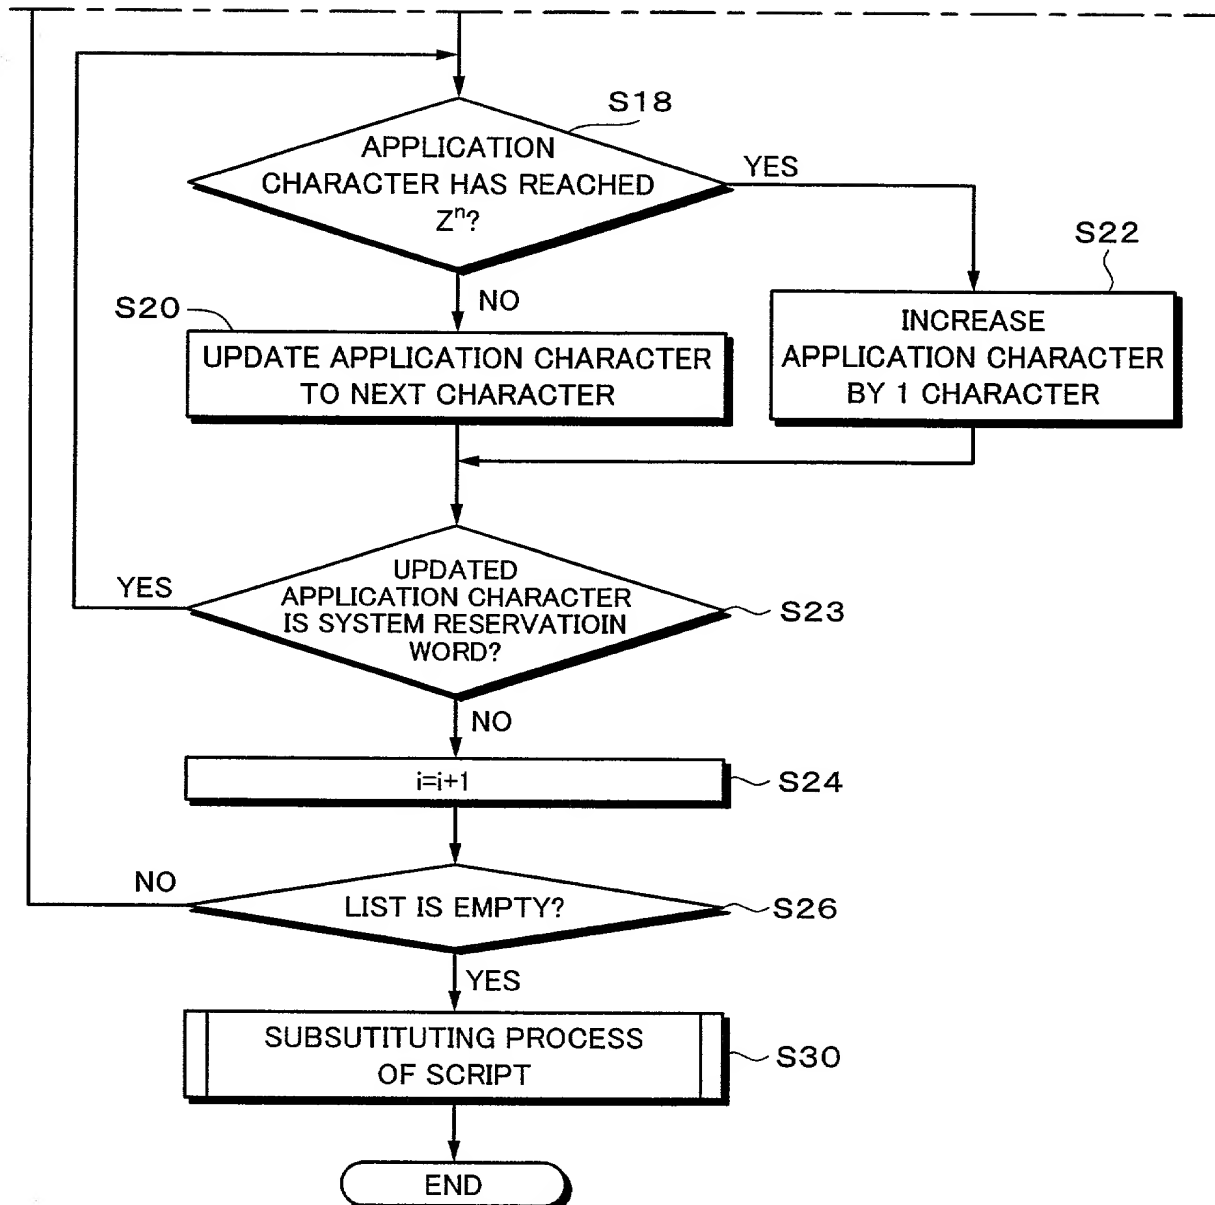 S18
APPLICATION
CHARACTER HAS REACHED
Zⁿ?
YES
S22
INCREASE
APPLICATION CHARACTER
BY 1 CHARACTER
NO
S20
UPDATE APPLICATION CHARACTER
TO NEXT CHARACTER
UPDATED
APPLICATION CHARACTER
IS SYSTEM RESERVATIOIN
WORD?
YES
S23
NO
i=i+1
S24
NO
LIST IS EMPTY?
S26
YES
SUBSUTITUTING PROCESS
OF SCRIPT
S30
END